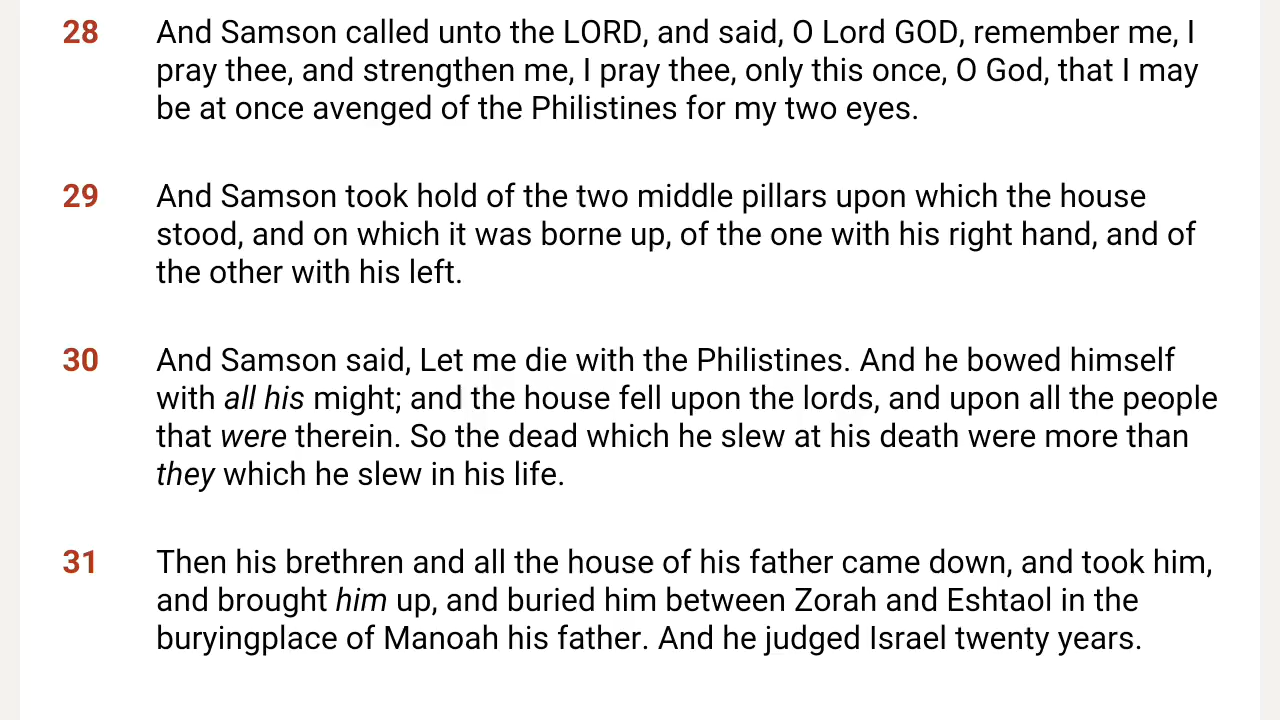 28 And Samson called unto the LORD, and said, O Lord GOD, remember me, I
pray thee, and strengthen me, I pray thee, only this once, O God, that I may
be at once avenged of the Philistines for my two eyes.
29 And Samson took hold of the two middle pillars upon which the house
stood, and on which it was borne up, of the one with his right hand, and of
the other with his left.
30 And Samson said, Let me die with the Philistines. And he bowed himself
with all his might; and the house fell upon the lords, and upon all the people
that were therein. So the dead which he slew at his death were more than
they which he slew in his life.
31 Then his brethren and all the house of his father came down, and took him,
and brought him up, and buried him between Zorah and Eshtaol in the
buryingplace of Manoah his father. And he judged Israel twenty years.